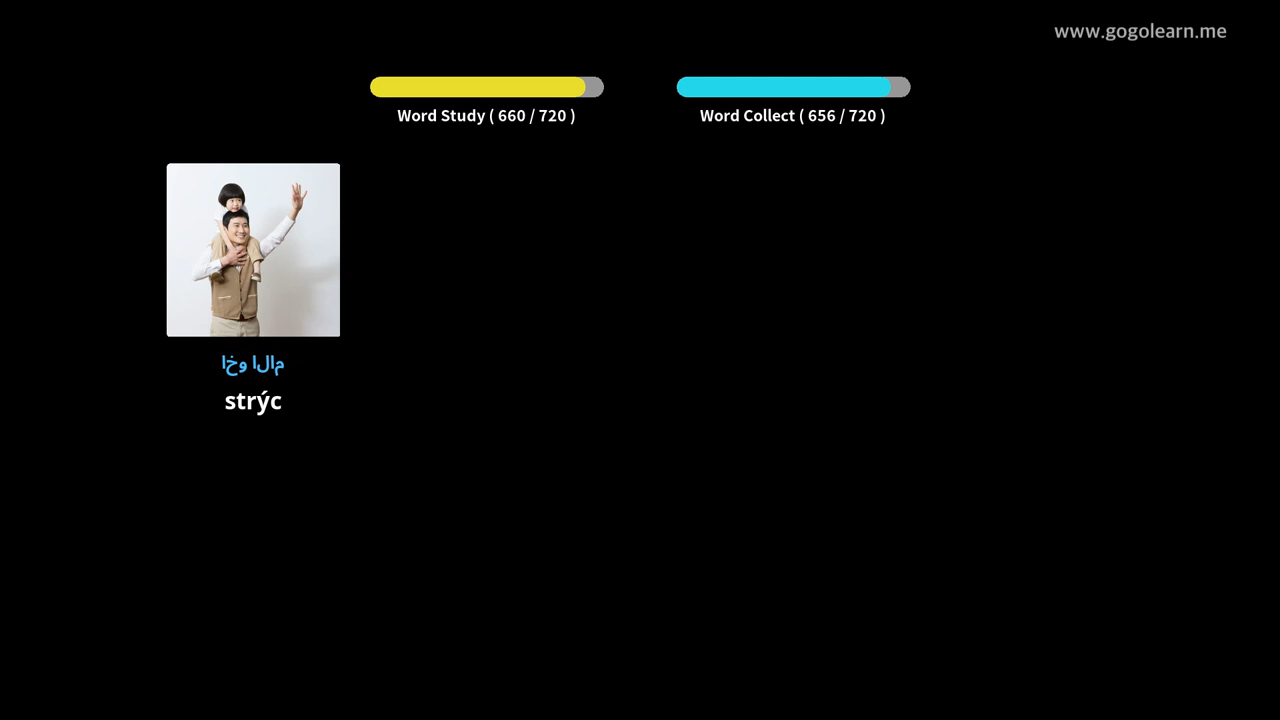 www.gogolearn.me
Word Study ( 660 / 720 )
Word Collect ( 656 / 720 )
اخو الام
strýc